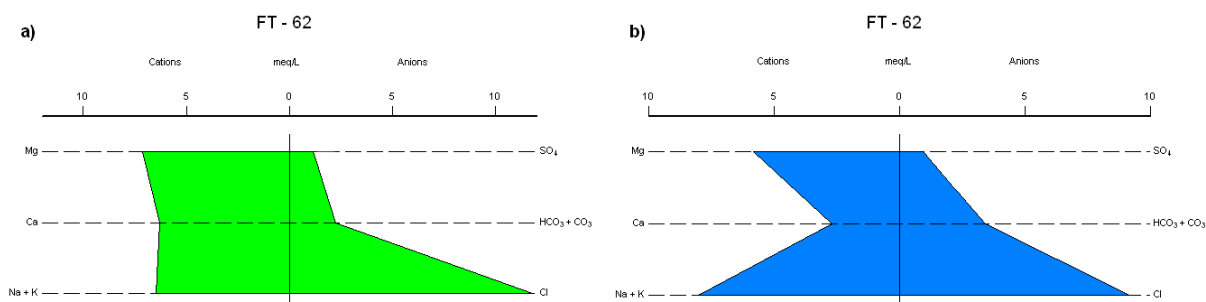 a)
FT - 62
Cations meq/L Anions
10 5 0 5 10
Mg SO₄
Ca HCO₃ + CO₃
Na + K Cl
b)
FT - 62
Cations meq/L Anions
10 5 0 5 10
Mg SO₄
Ca HCO₃ + CO₃
Na + K Cl